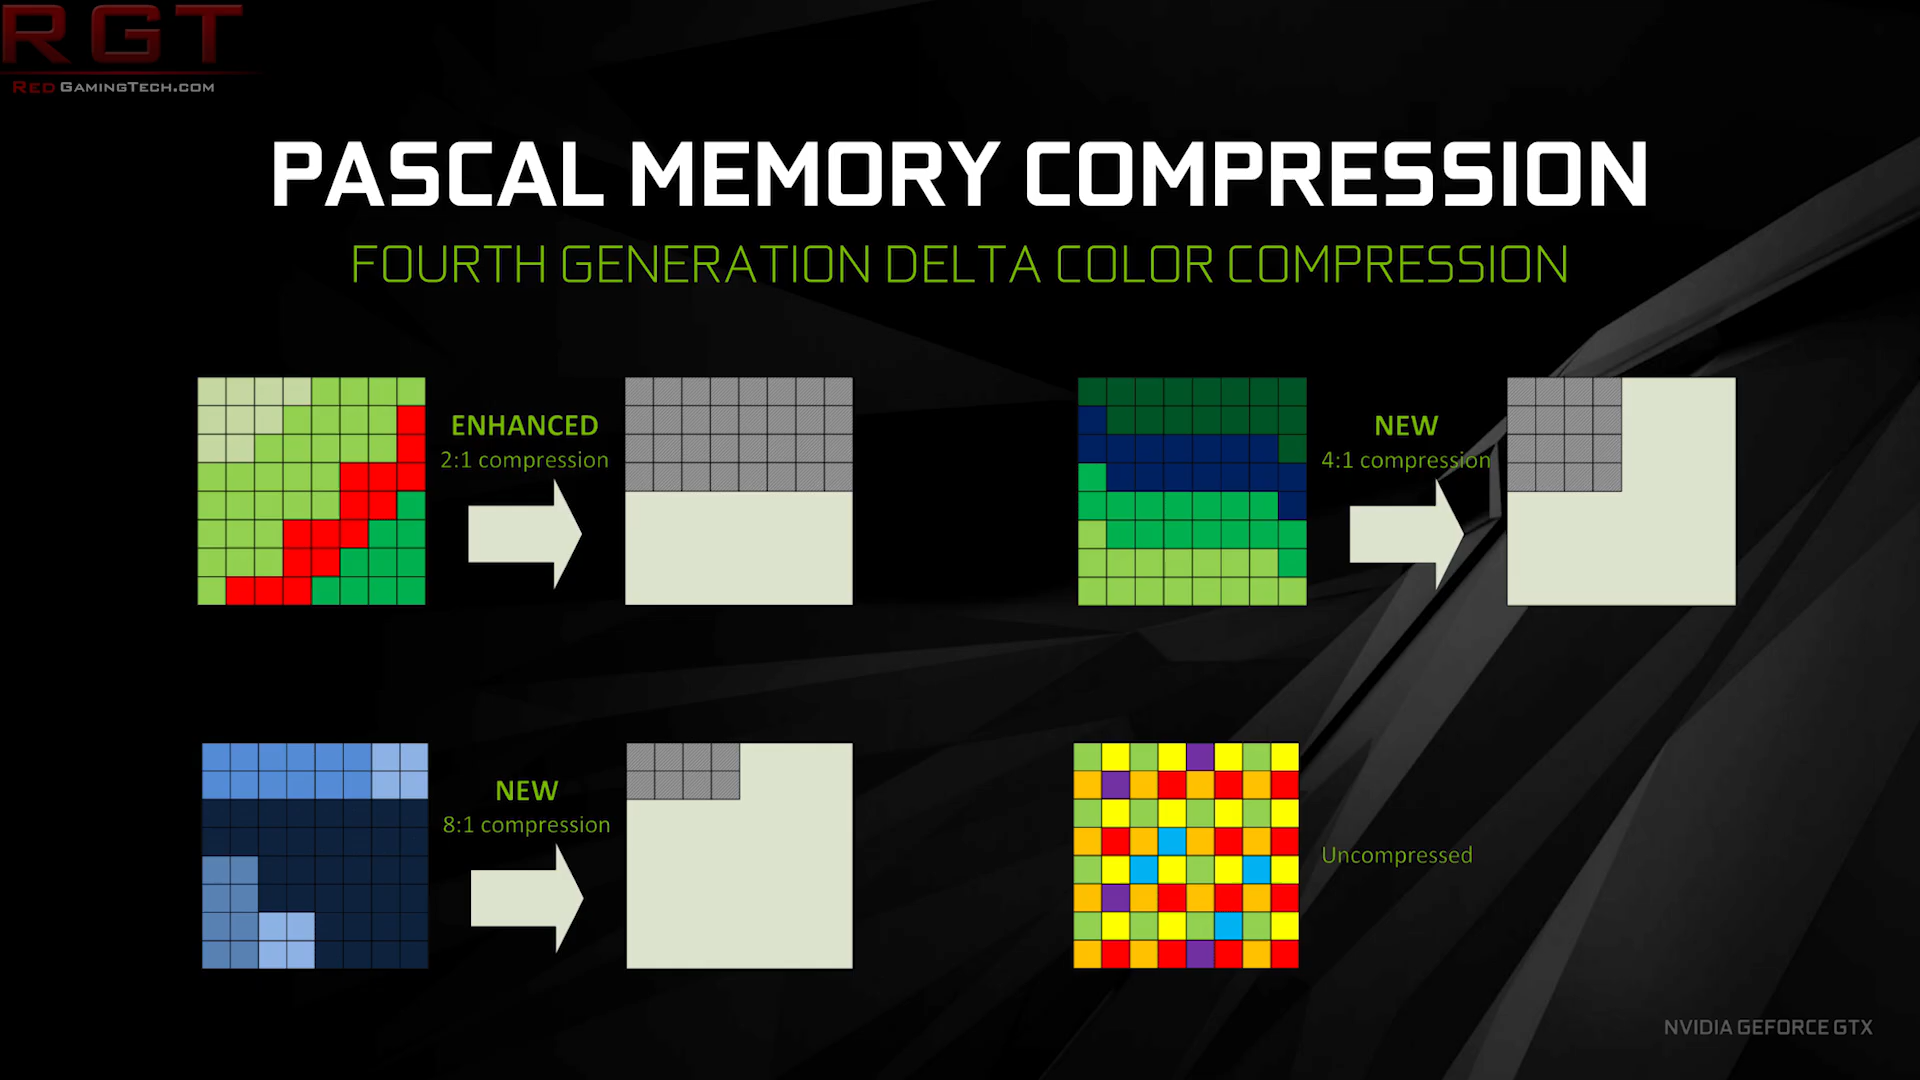 RGT
RedGamingTech.com
PASCAL MEMORY COMPRESSION
FOURTH GENERATION DELTA COLOR COMPRESSION
ENHANCED
2:1 compression
NEW
4:1 compression
NEW
8:1 compression
Uncompressed
NVIDIA GEFORCE GTX